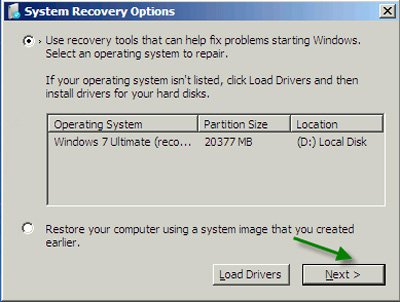 System Recovery Options
Use recovery tools that can help fix problems starting Windows.
Select an operating system to repair.
If your operating system isn't listed, click Load Drivers and then
install drivers for your hard disks.
Operating System Partition Size Location
Windows 7 Ultimate (reco... 20377 MB (D:) Local Disk
Restore your computer using a system image that you created
earlier.
Load Drivers Next >